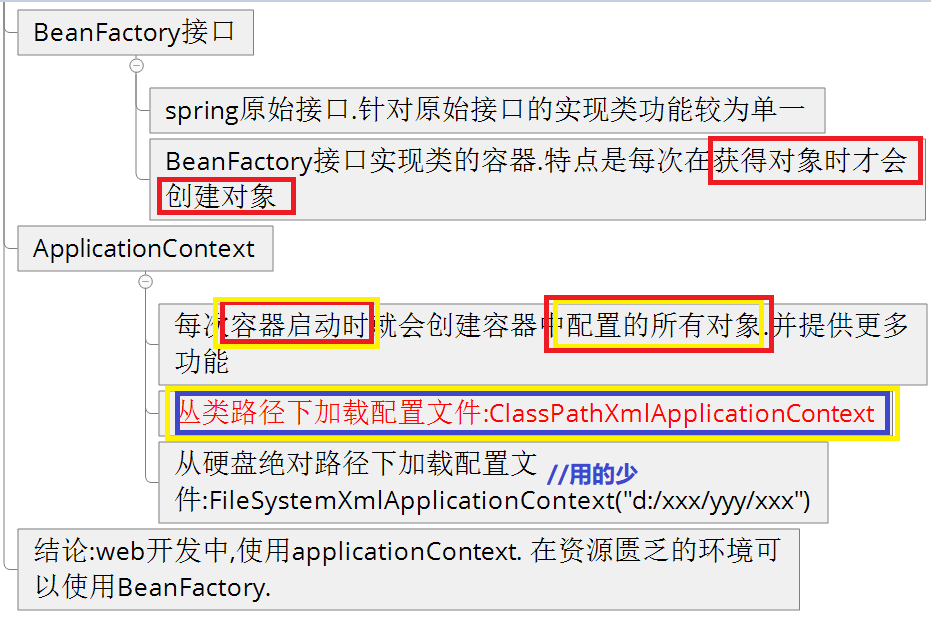 BeanFactory接口
spring原始接口.针对原始接口的实现类功能较为单一
BeanFactory接口实现类的容器.特点是每次在获得对象时才会
创建对象
ApplicationContext
每次容器启动时就会创建容器中配置的所有对象.并提供更多
功能
从类路径下加载配置文件:ClassPathXmlApplicationContext
从硬盘绝对路径下加载配置文 //用的少
件:FileSystemXmlApplicationContext("d:/xxx/yyy/xxx")
结论:web开发中,使用applicationContext. 在资源匮乏的环境可
以使用BeanFactory.